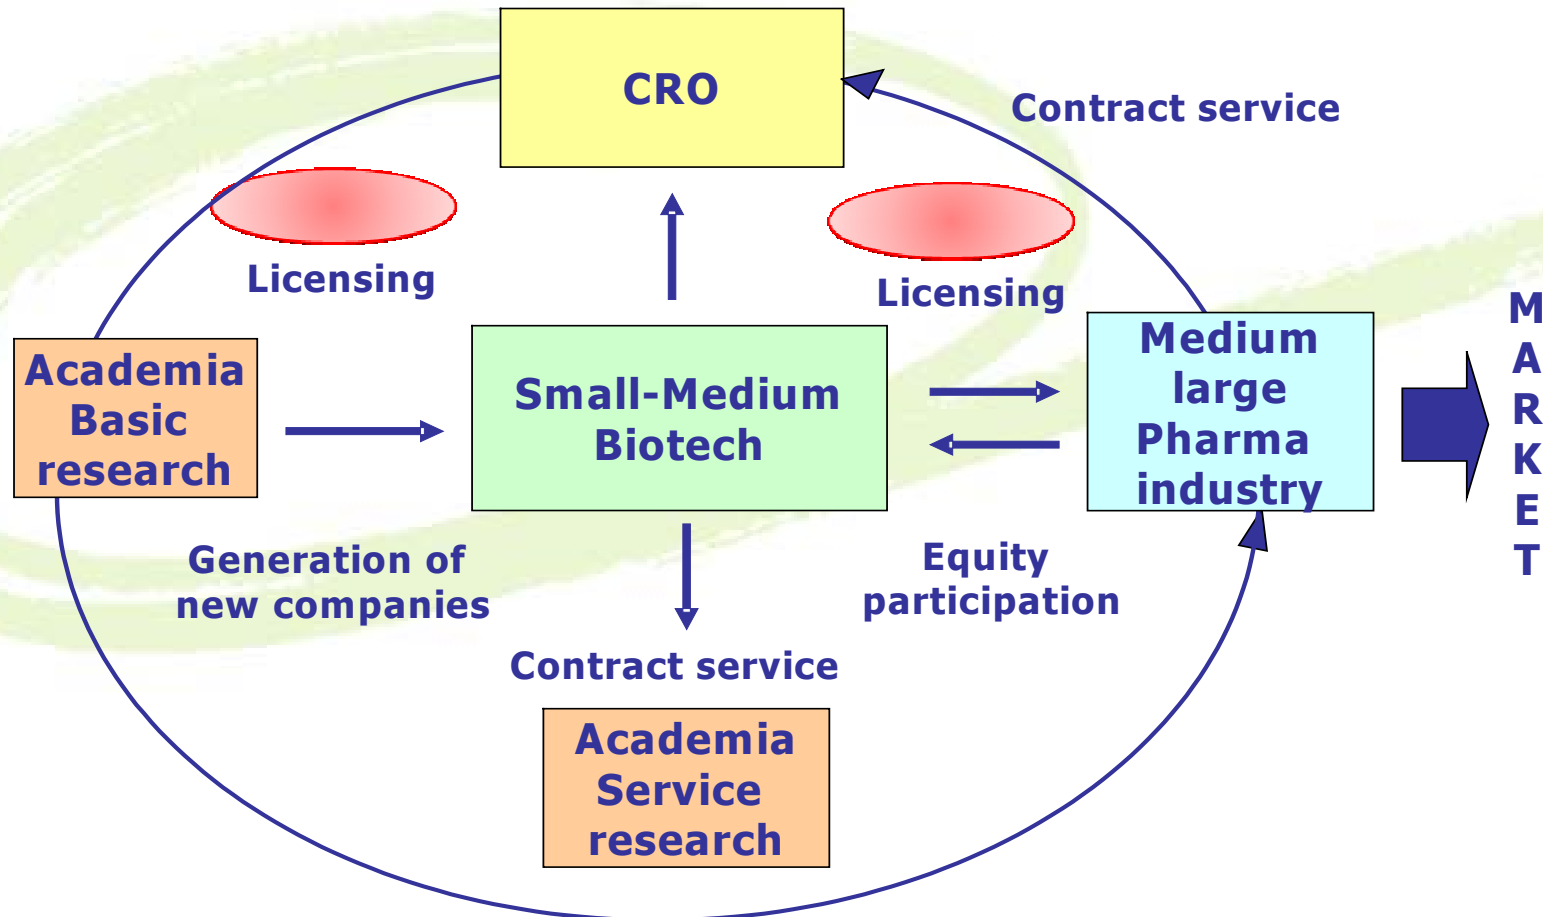 CRO
Contract service
Licensing
Licensing
Academia
Basic
research
Small-Medium
Biotech
Medium
large
Pharma
industry
M
A
R
K
E
T
Generation of
new companies
Equity
participation
Contract service
Academia
Service
research